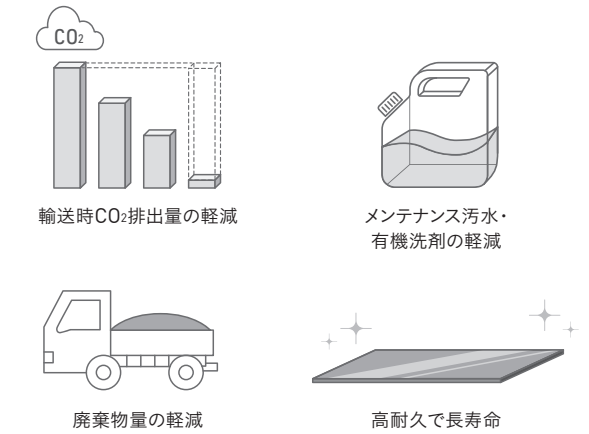 CO2
輸送時CO2排出量の軽減
メンテナンス汚水・
有機洗剤の軽減
廃棄物量の軽減
高耐久で長寿命